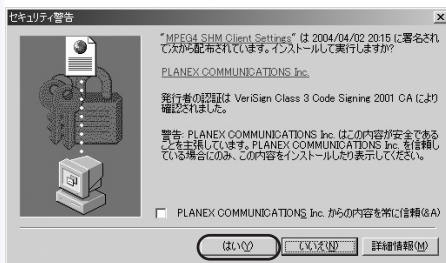 セキュリティ警告
"MPEG4 SHM Client Settings" は 2004/04/02 20:15 に署名され
て次から配布されています。インストールして実行しますか?
PLANEX COMMUNICATIONS Inc.
発行者の認証は VeriSign Class 3 Code Signing 2001 CA により
確認されました。
警告: PLANEX COMMUNICATIONS Inc. はこの内容が安全である
ことを主張しています。PLANEX COMMUNICATIONS Inc. を信頼し
ている場合にのみ、この内容をインストールしたり表示してください。
PLANEX COMMUNICATIONS Inc. からの内容を常に信頼(&A)
はい(Y)
いいえ(N)
詳細情報(M)